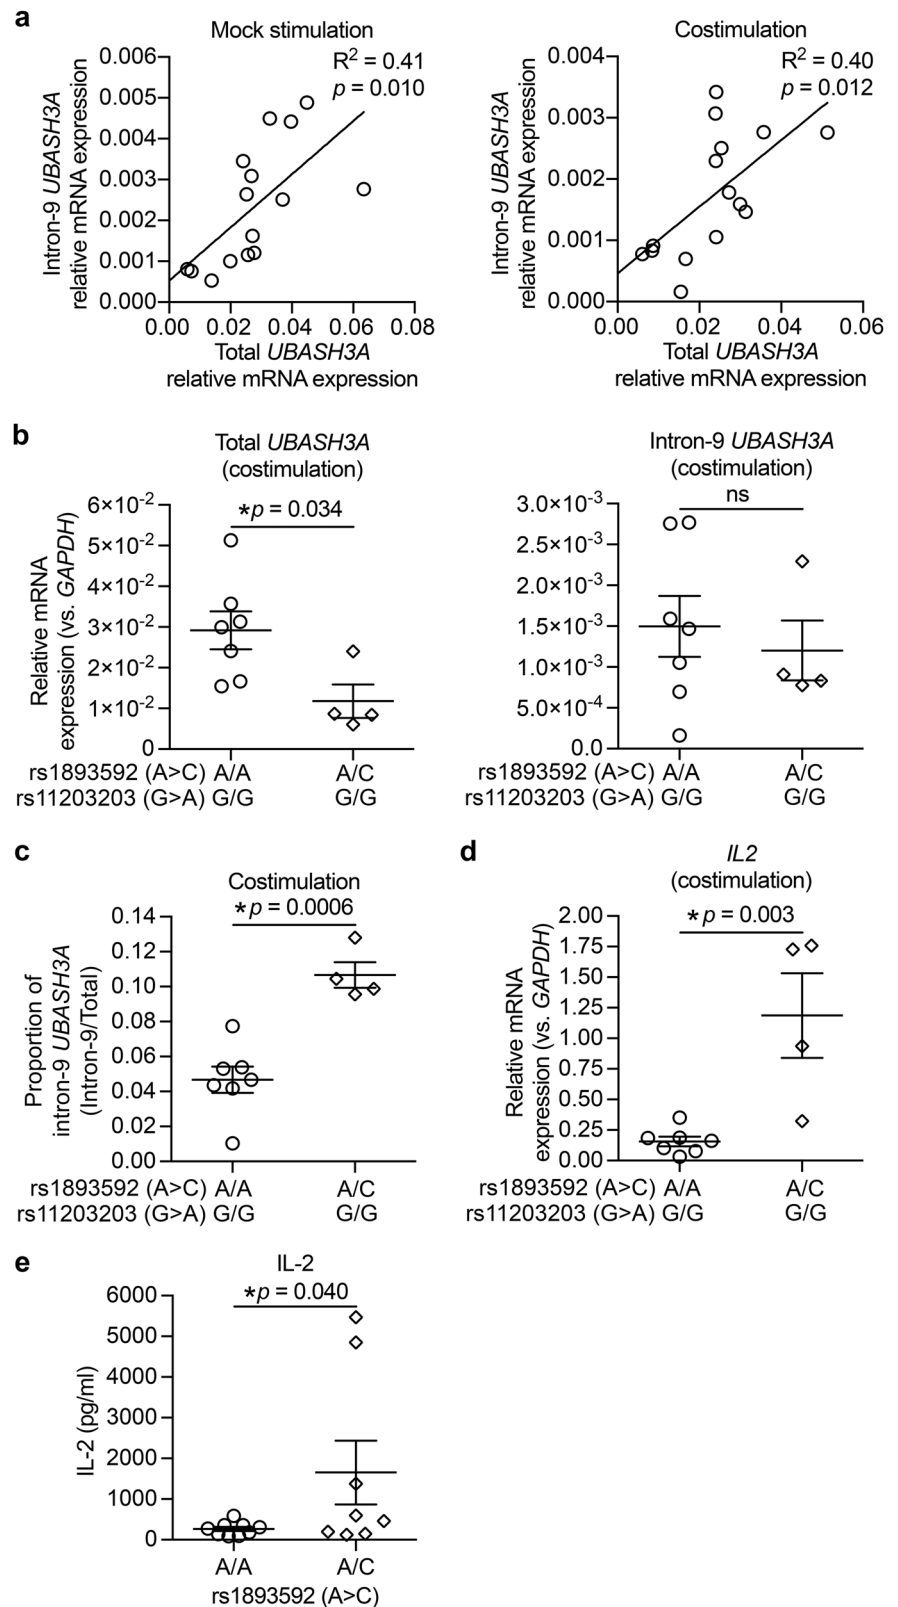 a
Mock stimulation
R² = 0.41
p = 0.010
Intron-9 UBASH3A
relative mRNA expression
0.006
0.005
0.004
0.003
0.002
0.001
0.000
0.00 0.02 0.04 0.06 0.08
Total UBASH3A
relative mRNA expression
Costimulation
R² = 0.40
p = 0.012
Intron-9 UBASH3A
relative mRNA expression
0.004
0.003
0.002
0.001
0.000
0.00 0.02 0.04 0.06
Total UBASH3A
relative mRNA expression
b
Total UBASH3A
(costimulation)
*p = 0.034
Relative mRNA
expression (vs. GAPDH)
6×10⁻²
5×10⁻²
4×10⁻²
3×10⁻²
2×10⁻²
1×10⁻²
0
rs1893592 (A>C) A/A A/C
rs11203203 (G>A) G/G G/G
Intron-9 UBASH3A
(costimulation)
ns
3.0×10⁻³
2.5×10⁻³
2.0×10⁻³
1.5×10⁻³
1.0×10⁻³
5.0×10⁻⁴
0.0
rs1893592 (A>C) A/A A/C
rs11203203 (G>A) G/G G/G
c
Costimulation
*p = 0.0006
Proportion of
intron-9 UBASH3A
(Intron-9/Total)
0.14
0.12
0.10
0.08
0.06
0.04
0.02
0.00
rs1893592 (A>C) A/A A/C
rs11203203 (G>A) G/G G/G
d
IL2
(costimulation)
*p = 0.003
Relative mRNA
expression (vs. GAPDH)
2.00
1.75
1.50
1.25
1.00
0.75
0.50
0.25
0.00
rs1893592 (A>C) A/A A/C
rs11203203 (G>A) G/G G/G
e
IL-2
*p = 0.040
IL-2 (pg/ml)
6000
5000
4000
3000
2000
1000
0
A/A A/C
rs1893592 (A>C)